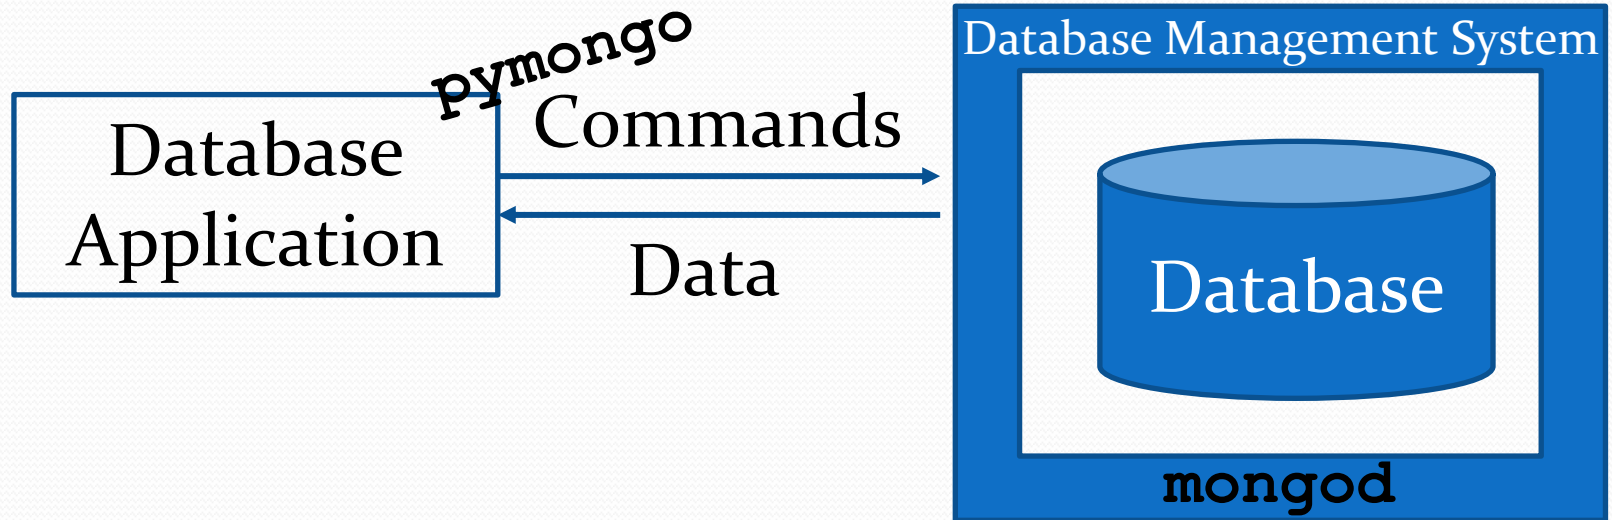 pymongo
Database Management System
Database
Application
Commands
Data
Database
mongod